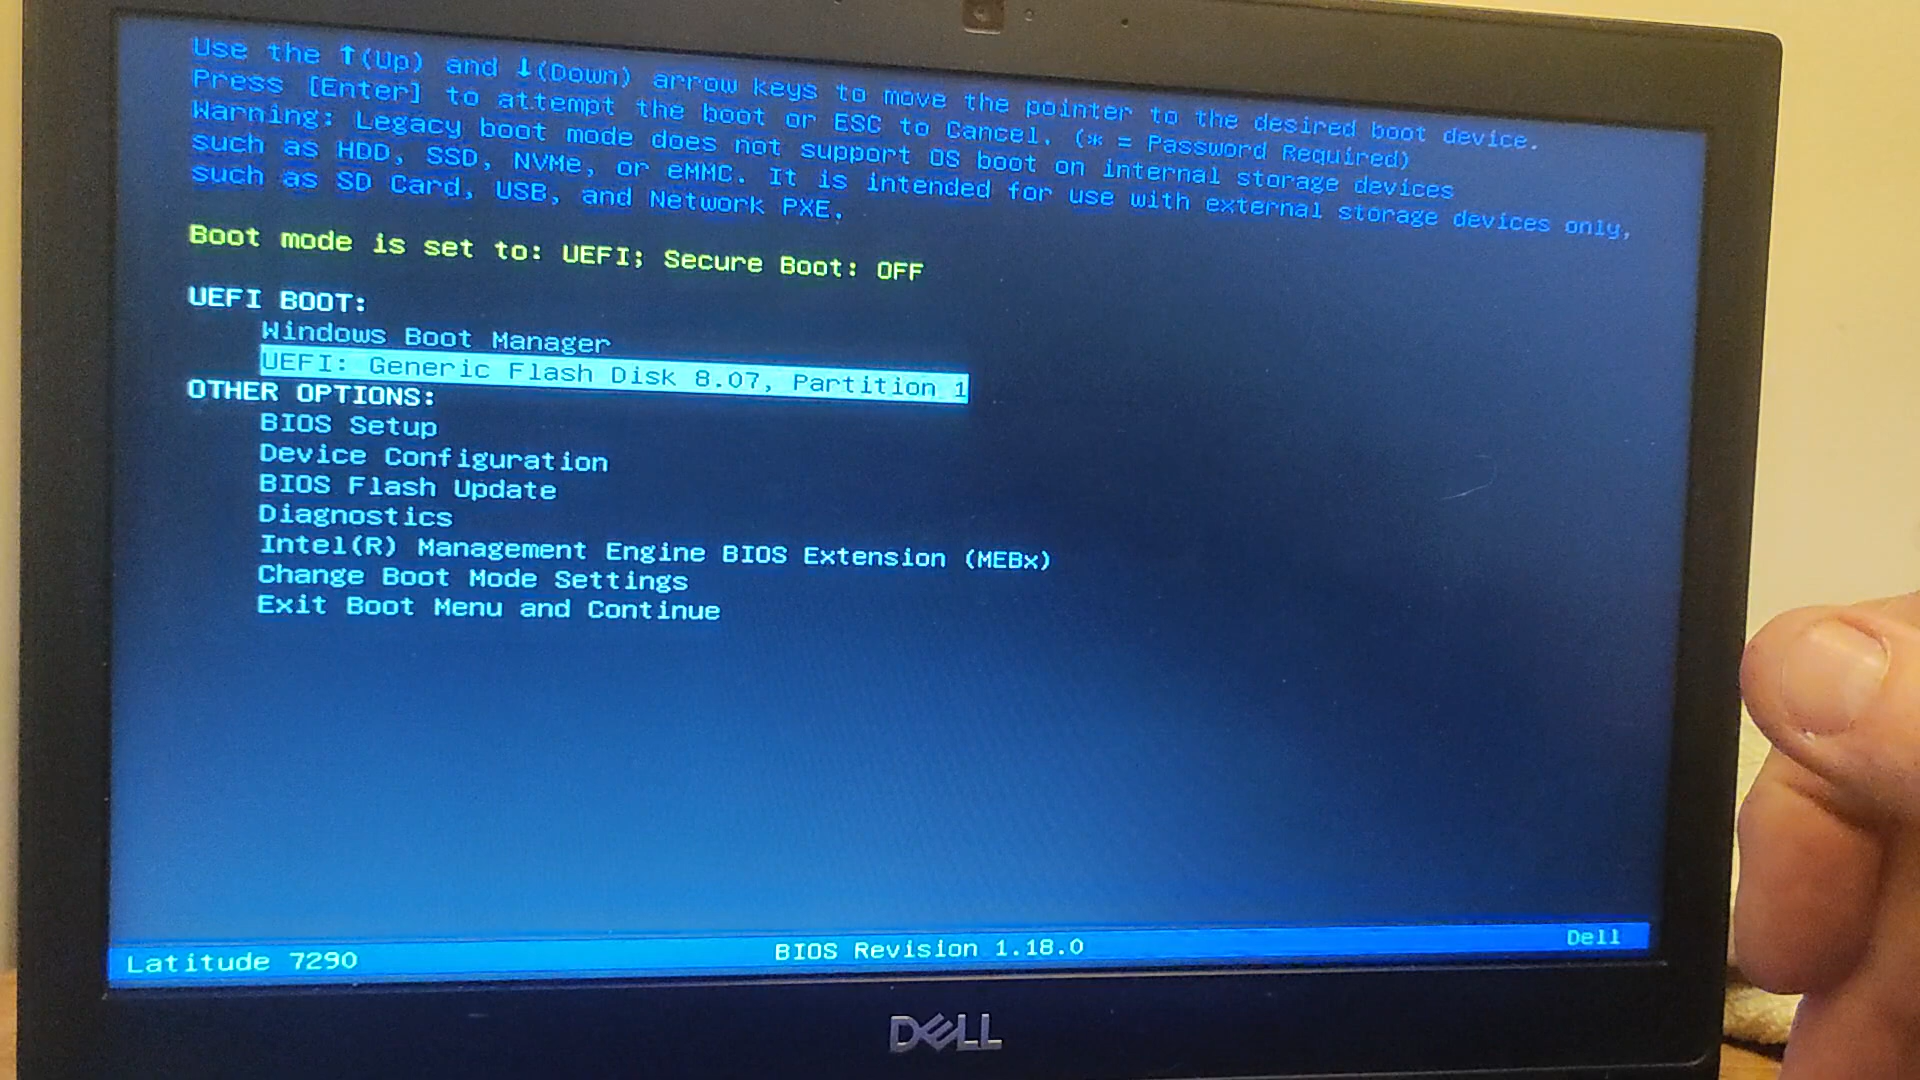 Use the ↑(Up) and ↓(Down) arrow keys to move the pointer to the desired boot device.
Press [Enter] to attempt the boot or ESC to Cancel. (* = Password Required)
Warning: Legacy boot mode does not support OS boot on internal storage devices
such as HDD, SSD, NVMe, or eMMC. It is intended for use with external storage devices only,
such as SD Card, USB, and Network PXE.
Boot mode is set to: UEFI; Secure Boot: OFF
UEFI BOOT:
Windows Boot Manager
UEFI: Generic Flash Disk 8.07, Partition 1
OTHER OPTIONS:
BIOS Setup
Device Configuration
BIOS Flash Update
Diagnostics
Intel(R) Management Engine BIOS Extension (MEBx)
Change Boot Mode Settings
Exit Boot Menu and Continue
Latitude 7290 BIOS Revision 1.18.0 Dell
DELL